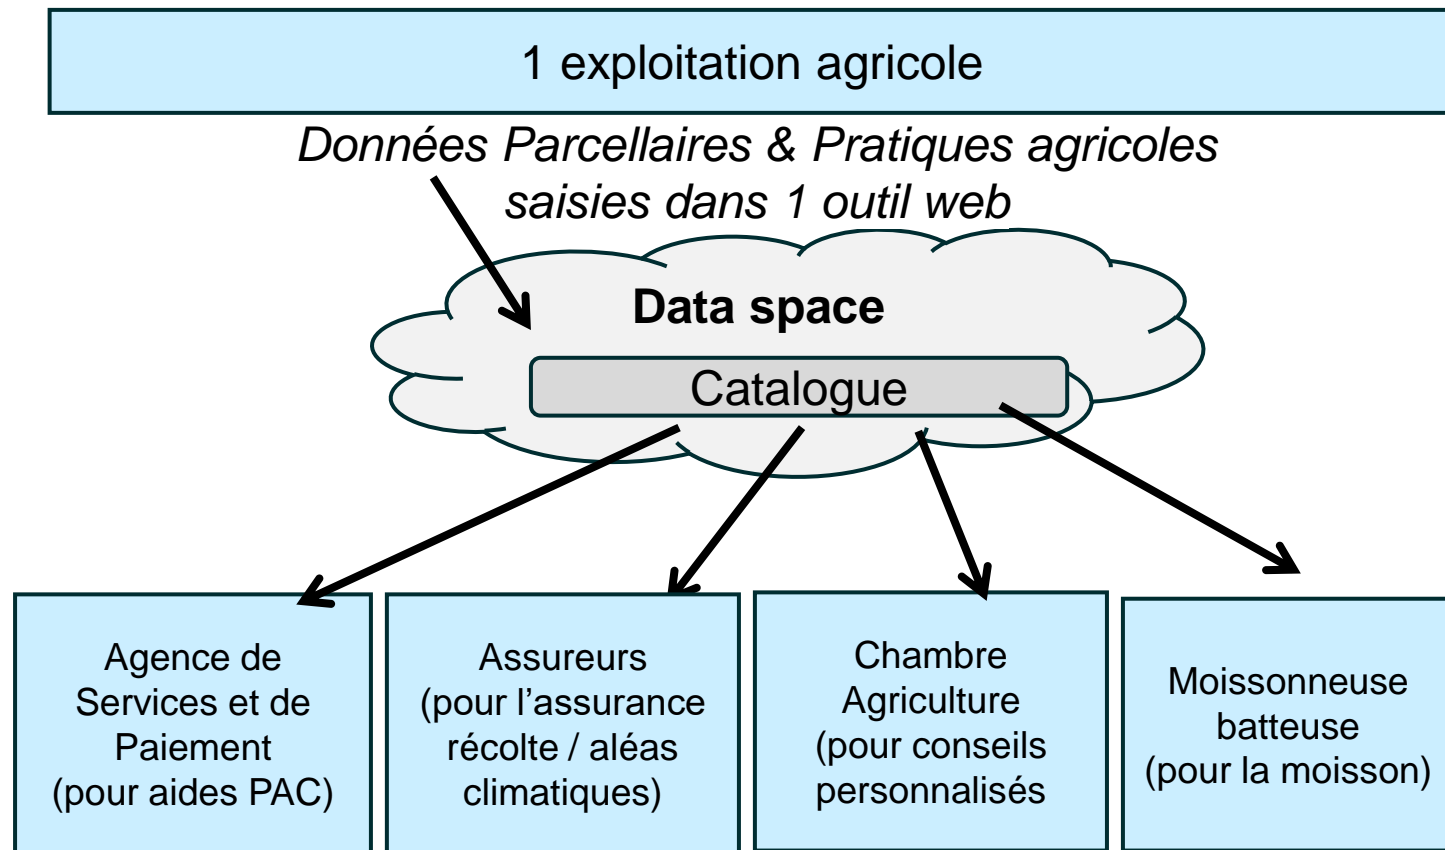 1 exploitation agricole
Données Parcellaires & Pratiques agricoles
saisies dans 1 outil web
Data space
Catalogue
Agence de
Services et de
Paiement
(pour aides PAC)
Assureurs
(pour l’assurance
récolte / aléas
climatiques)
Chambre
Agriculture
(pour conseils
personnalisés
Moissonneuse
batteuse
(pour la moisson)